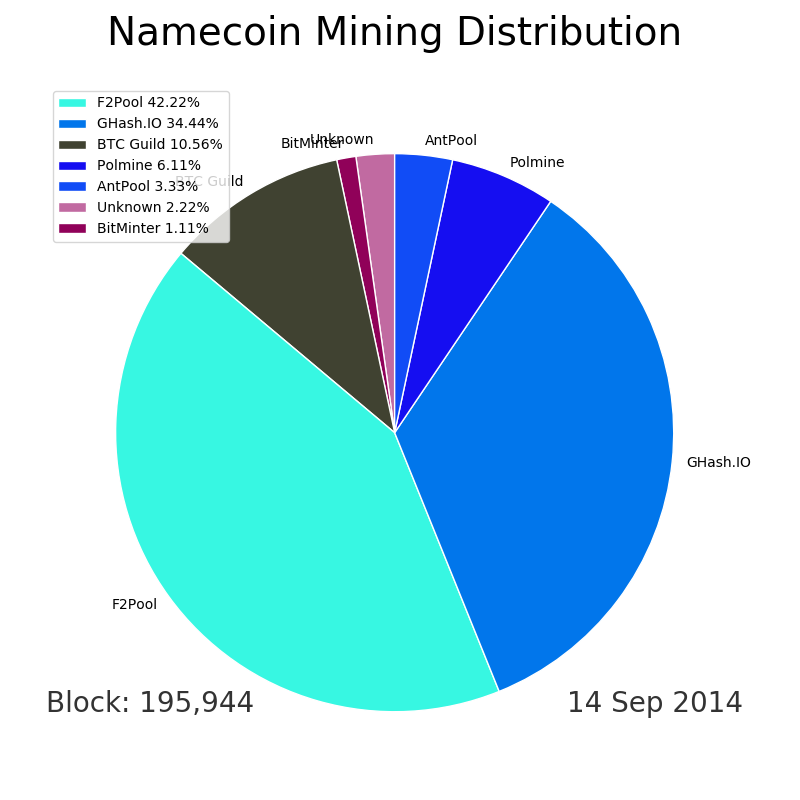 Namecoin Mining Distribution
F2Pool 42.22%
GHash.IO 34.44%
BTC Guild 10.56%
Polmine 6.11%
AntPool 3.33%
Unknown 2.22%
BitMinter 1.11%
Unknown
BitMinter
AntPool
Polmine
BTC Guild
GHash.IO
F2Pool
Block: 195,944
14 Sep 2014